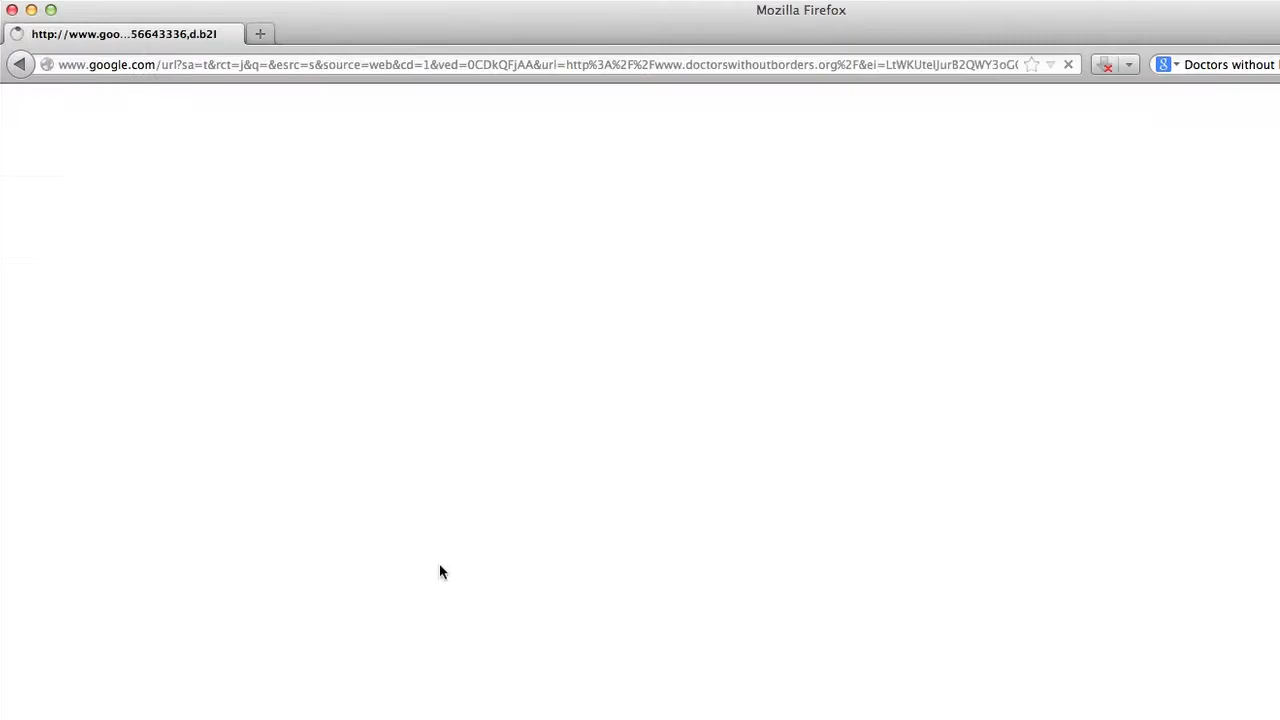 Mozilla Firefox
http://www.goo...56643336,d.b2I
www.google.com/url?sa=t&rct=j&q=&esrc=s&source=web&cd=1&ved=0CDkQFjAA&url=http%3A%2F%2Fwww.doctorswithoutborders.org%2F&ei=LtWKUteIJurB2QWY3oG(
Doctors without